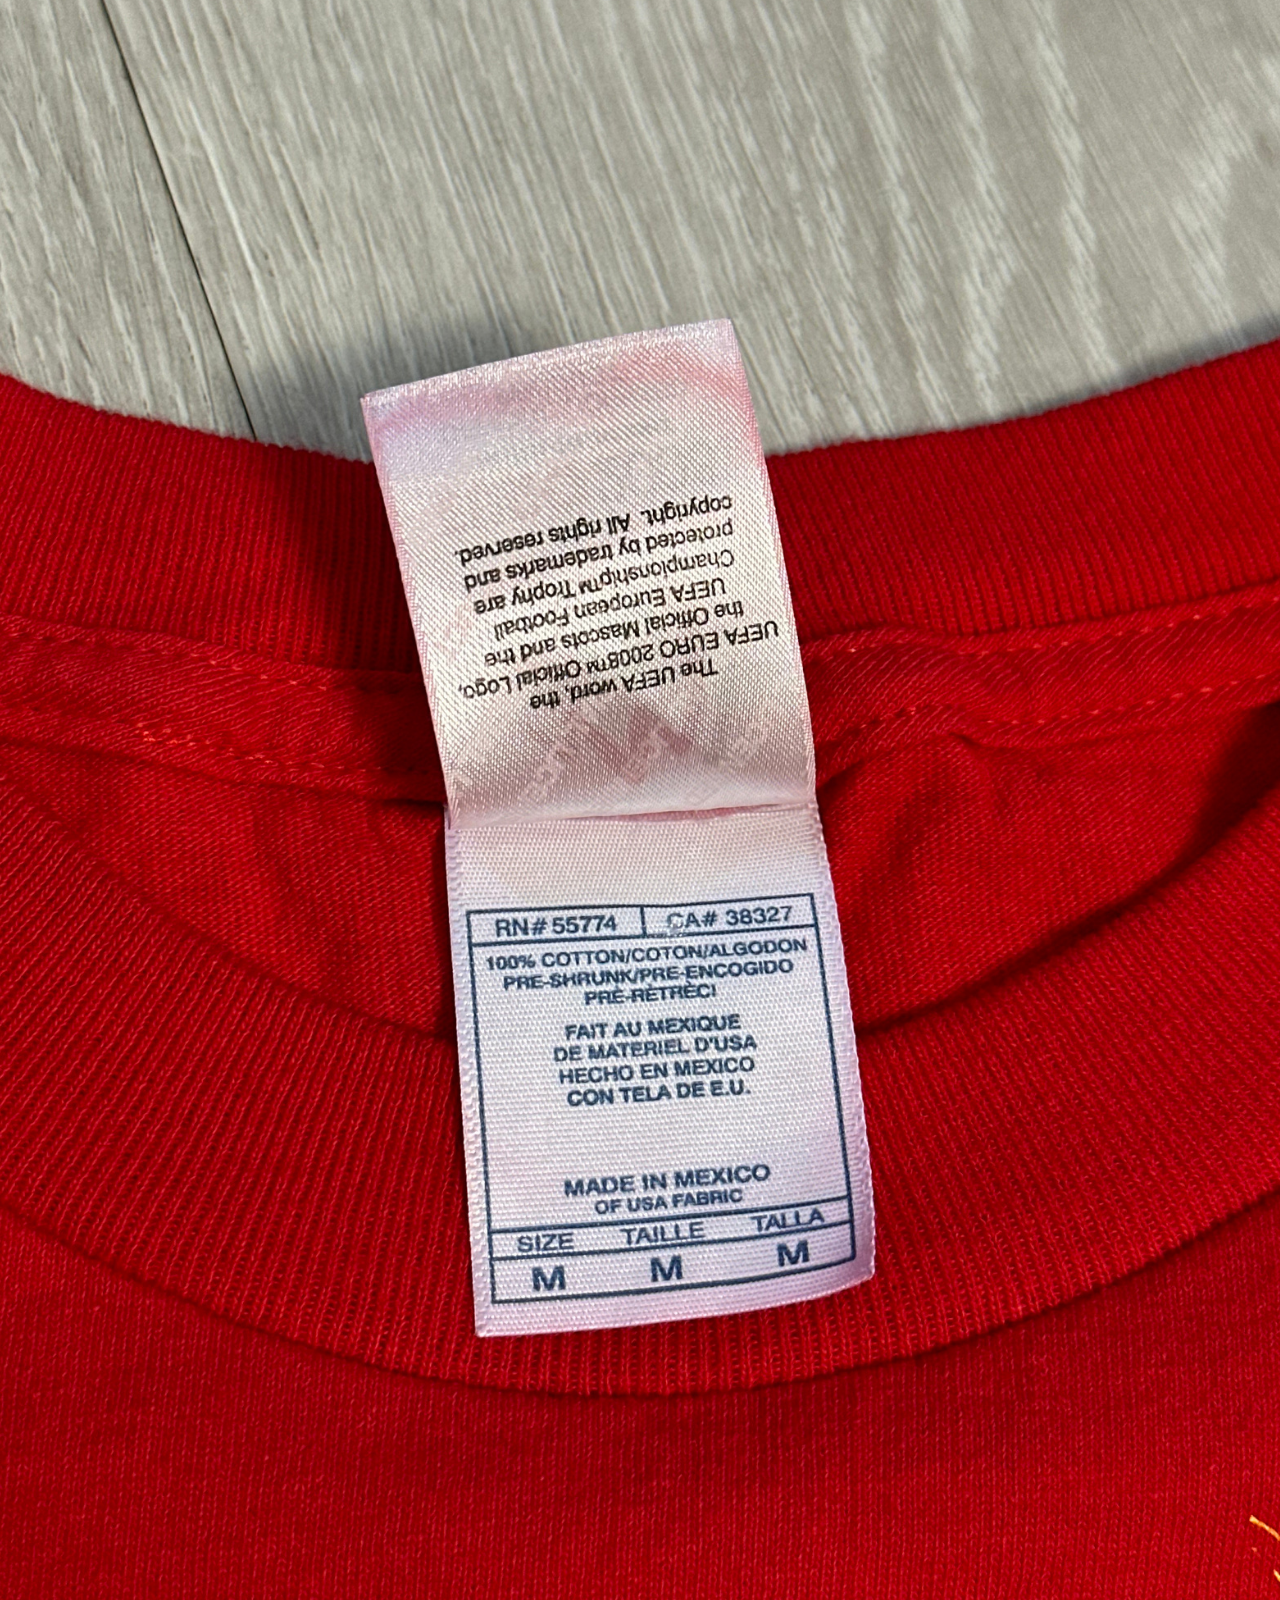 The UEFA word, the
UEFA EURO 2008™ Official Logo,
the Official Mascots and the
UEFA European Football
Championship™ Trophy are
protected by trademarks and
copyright. All rights reserved.
RN# 55774 CA# 38327
100% COTTON/COTON/ALGODON
PRE-SHRUNK/PRE-ENCOGIDO
PRÉ-RÉTRÉCI
FAIT AU MEXIQUE
DE MATERIEL D'USA
HECHO EN MEXICO
CON TELA DE E.U.
MADE IN MEXICO
OF USA FABRIC
SIZE TAILLE TALLA
M M M